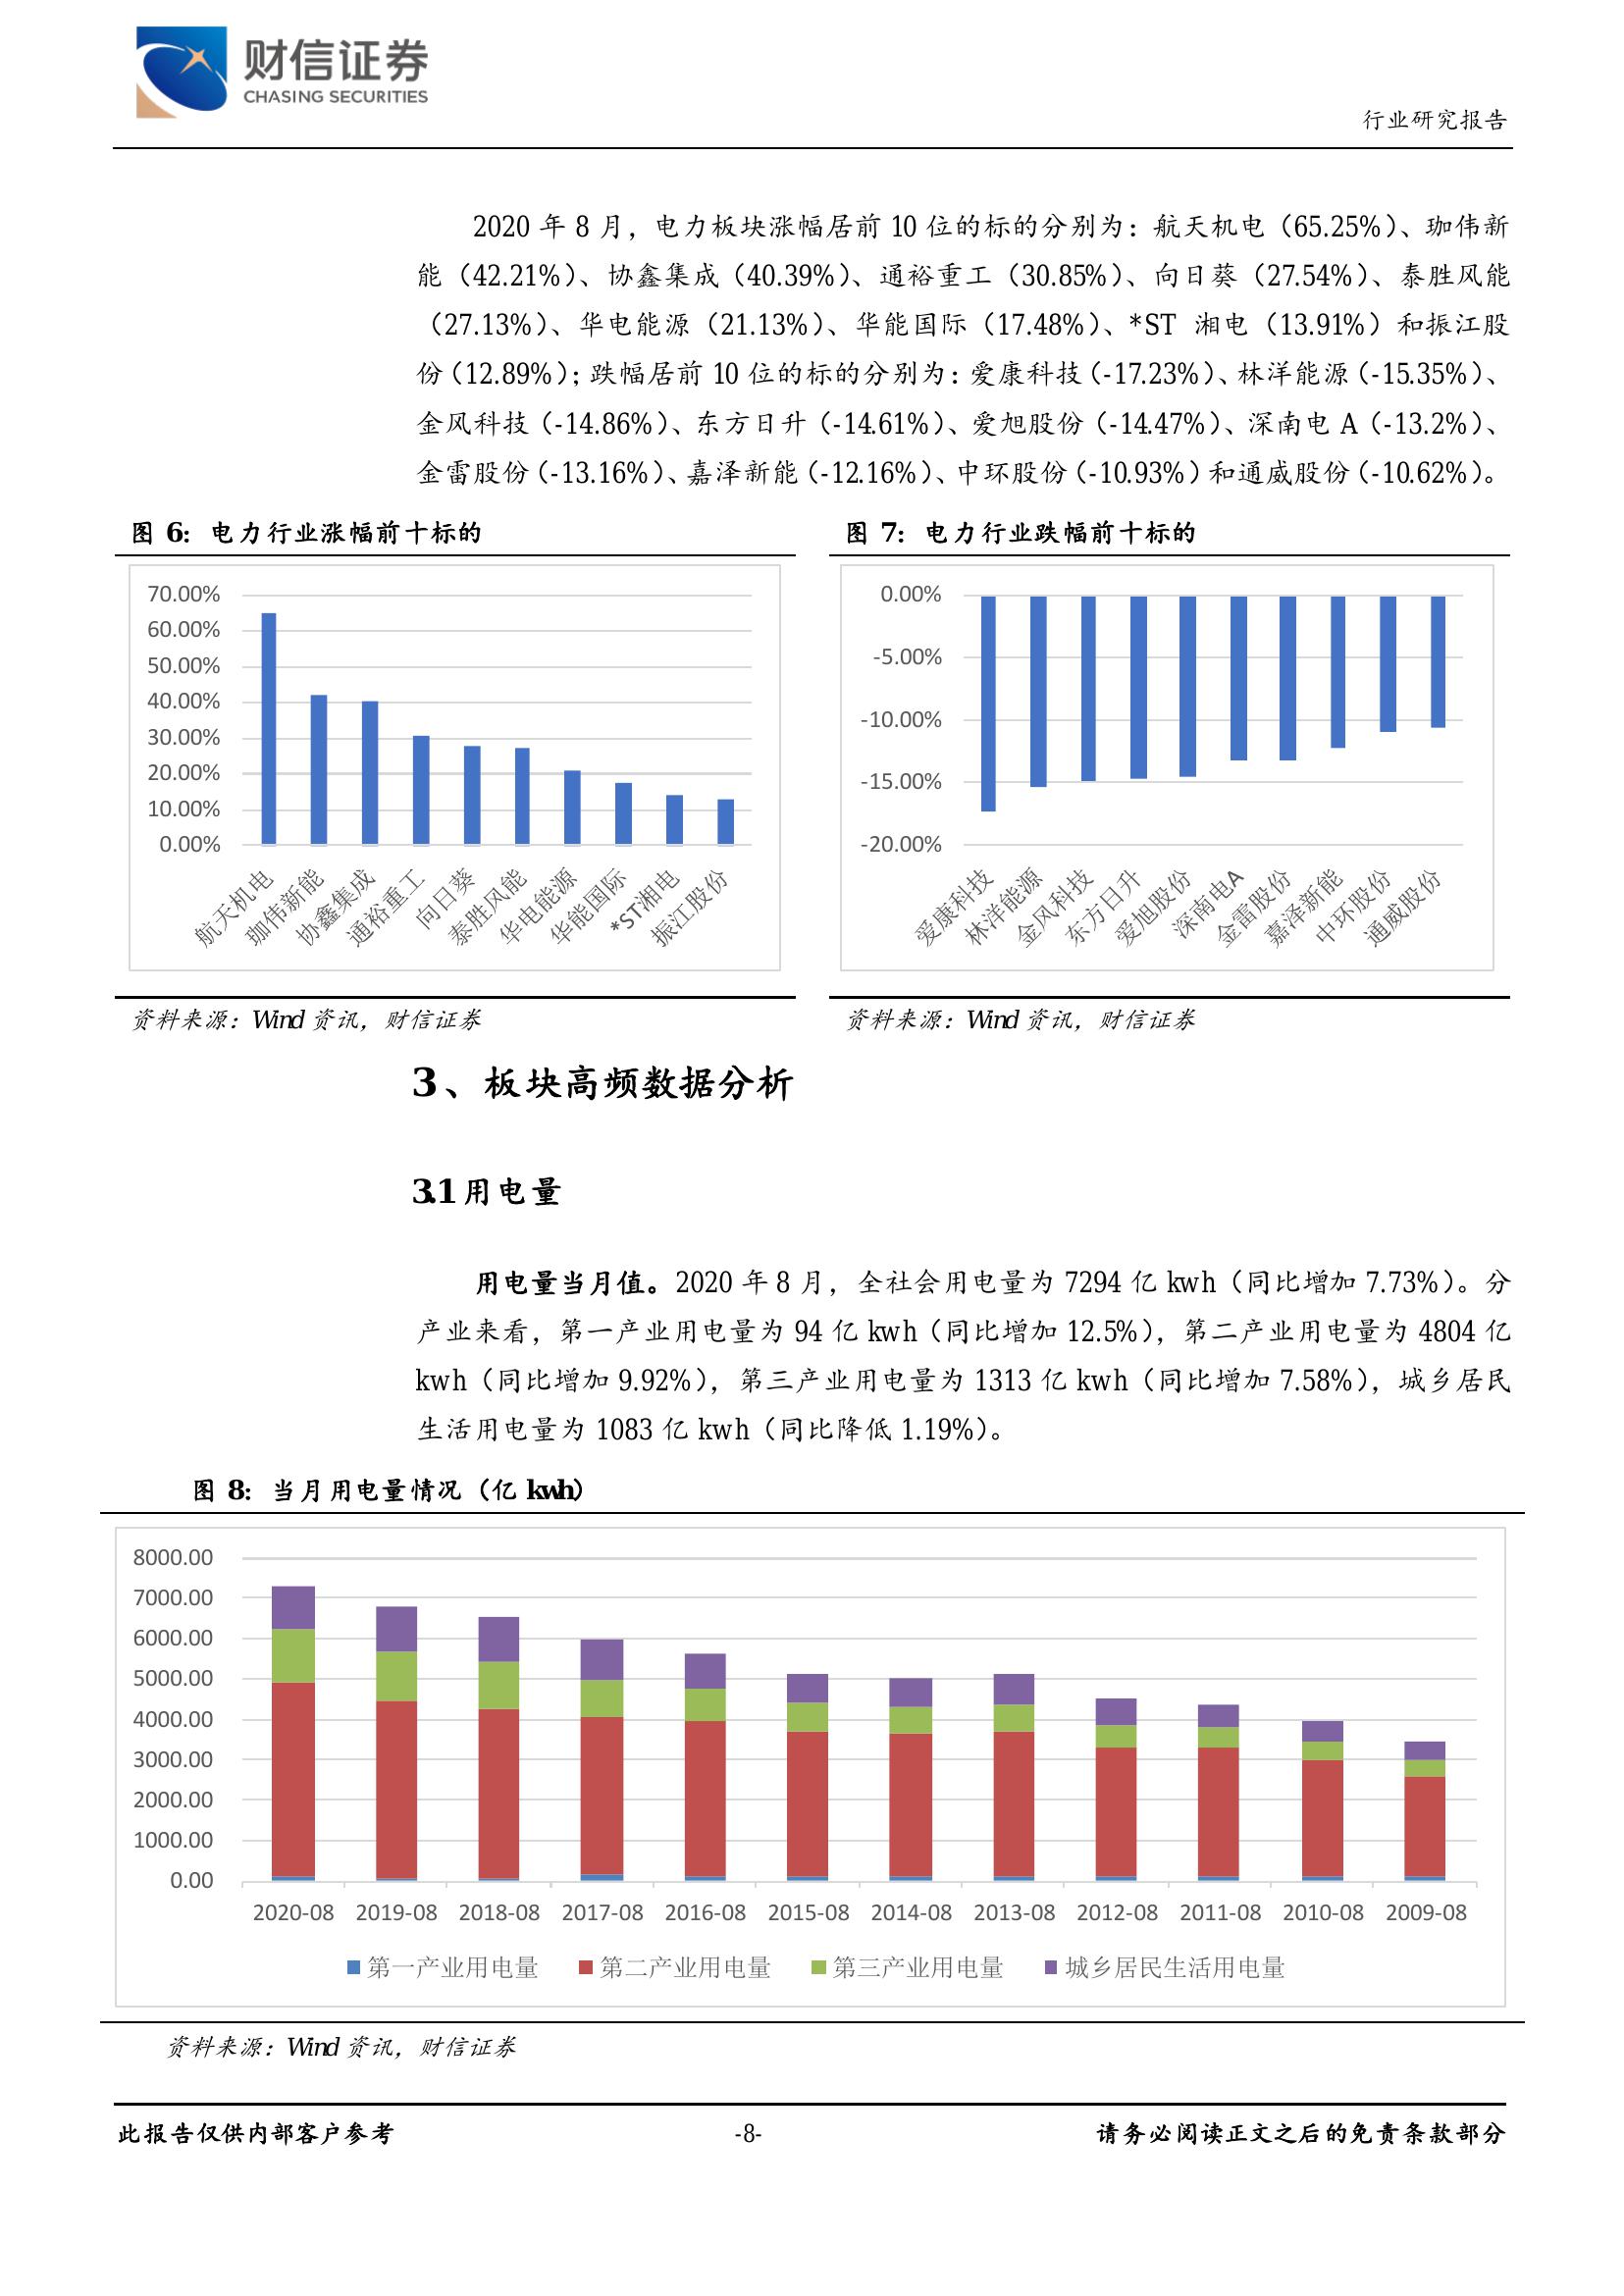 财信证券
CHASING SECURITIES
行业研究报告
2020 年 8 月，电力板块涨幅居前 10 位的标的分别为：航天机电（65.25%）、珈伟新
能（42.21%）、协鑫集成（40.39%）、通裕重工（30.85%）、向日葵（27.54%）、泰胜风能
（27.13%）、华电能源（21.13%）、华能国际（17.48%）、*ST 湘电（13.91%）和振江股
份（12.89%）；跌幅居前 10 位的标的分别为：爱康科技（-17.23%）、林洋能源（-15.35%）、
金风科技（-14.86%）、东方日升（-14.61%）、爱旭股份（-14.47%）、深南电 A（-13.2%）、
金雷股份（-13.16%）、嘉泽新能（-12.16%）、中环股份（-10.93%）和通威股份（-10.62%）。
图 6：电力行业涨幅前十标的
70.00%
60.00%
50.00%
40.00%
30.00%
20.00%
10.00%
0.00%
航天机电 珈伟新能 协鑫集成 通裕重工 向日葵 泰胜风能 华电能源 华能国际 *ST湘电 振江股份
资料来源：Wind 资讯，财信证券
图 7：电力行业跌幅前十标的
0.00%
-5.00%
-10.00%
-15.00%
-20.00%
爱康科技 林洋能源 金风科技 东方日升 爱旭股份 深南电A 金雷股份 嘉泽新能 中环股份 通威股份
资料来源：Wind 资讯，财信证券
3、板块高频数据分析
3.1 用电量
用电量当月值。2020 年 8 月，全社会用电量为 7294 亿 kwh（同比增加 7.73%）。分
产业来看，第一产业用电量为 94 亿 kwh（同比增加 12.5%），第二产业用电量为 4804 亿
kwh（同比增加 9.92%），第三产业用电量为 1313 亿 kwh（同比增加 7.58%），城乡居民
生活用电量为 1083 亿 kwh（同比降低 1.19%）。
图 8：当月用电量情况（亿 kwh）
8000.00
7000.00
6000.00
5000.00
4000.00
3000.00
2000.00
1000.00
0.00
2020-08 2019-08 2018-08 2017-08 2016-08 2015-08 2014-08 2013-08 2012-08 2011-08 2010-08 2009-08
第一产业用电量 第二产业用电量 第三产业用电量 城乡居民生活用电量
资料来源：Wind 资讯，财信证券
此报告仅供内部客户参考 -8- 请务必阅读正文之后的免责条款部分